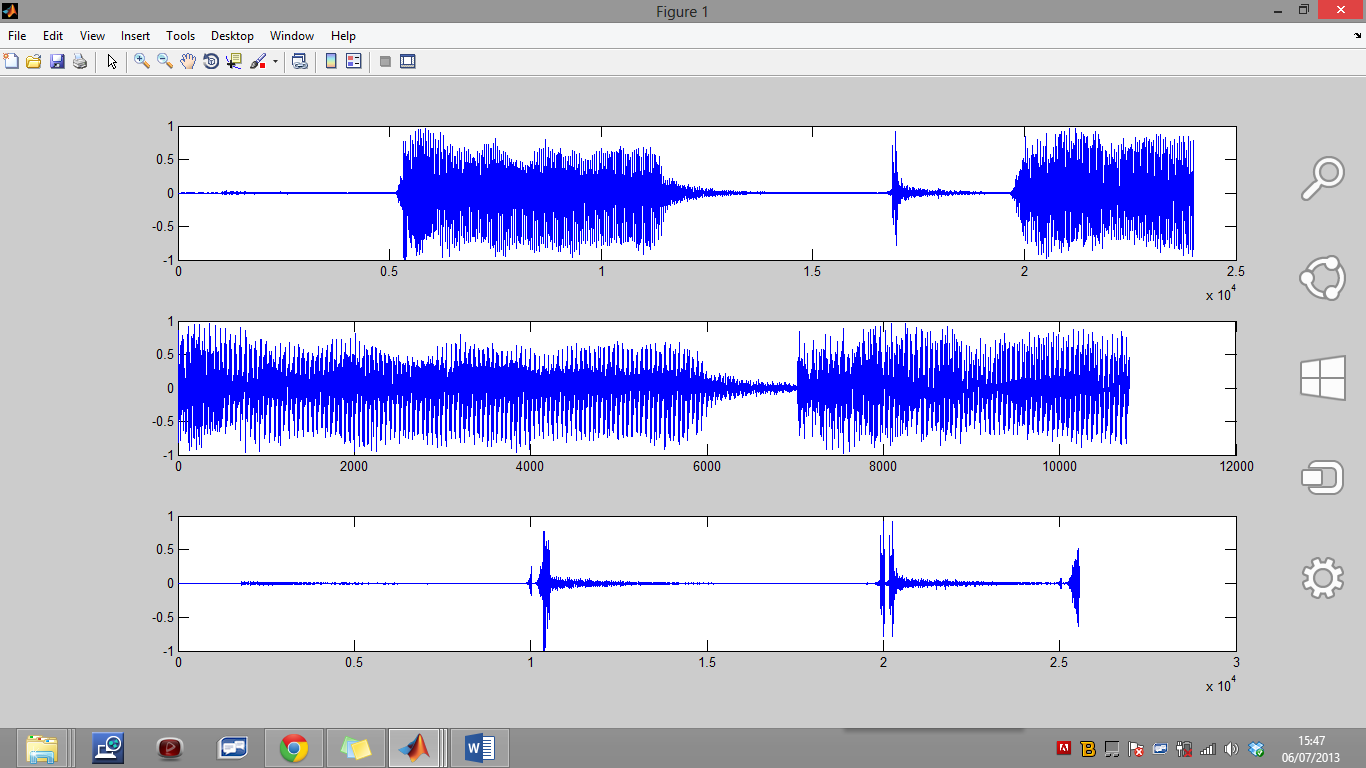 Figure 1
File Edit View Insert Tools Desktop Window Help
1
0.5
0
-0.5
-1
0 0.5 1 1.5 2 2.5
x 10^4
1
0.5
0
-0.5
-1
0 2000 4000 6000 8000 10000 12000
1
0.5
0
-0.5
-1
0 0.5 1 1.5 2 2.5 3
x 10^4
15:47
06/07/2013